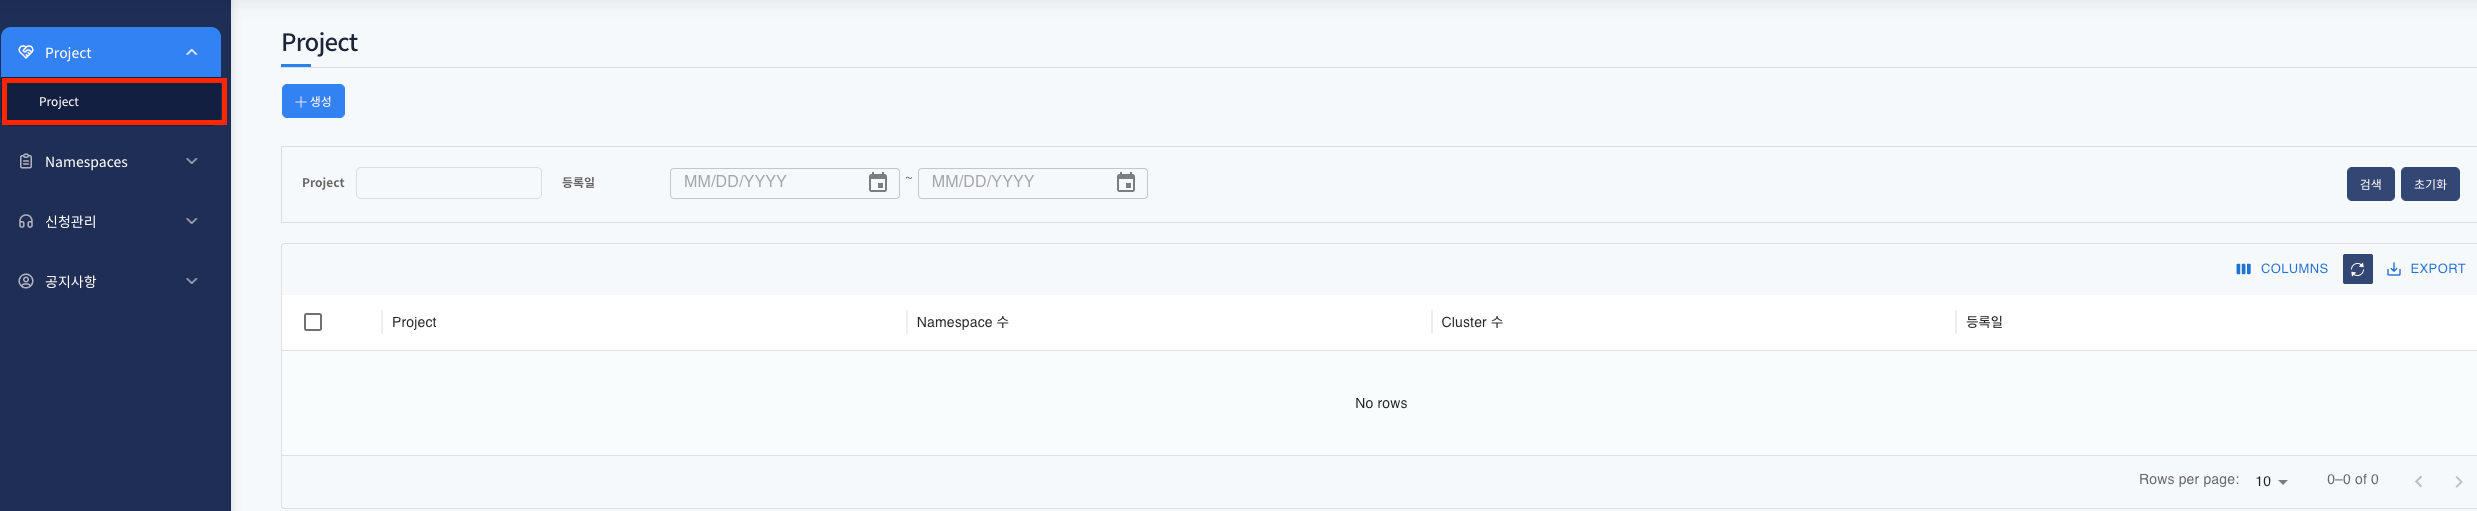 Project
Project
Namespaces
신청관리
공지사항
Project
생성
Project 등록일 MM/DD/YYYY ~ MM/DD/YYYY 검색 초기화
COLUMNS EXPORT
Project Namespace 수 Cluster 수 등록일
No rows
Rows per page: 10 0–0 of 0